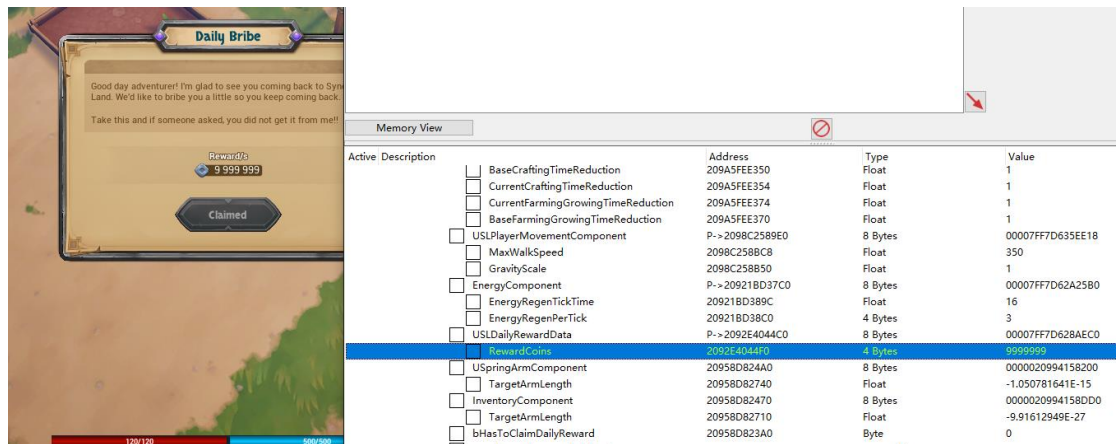 Daily Bribe
Good day adventurer! I'm glad to see you coming back to Syn
Land. We'd like to bribe you a little so you keep coming back.
Take this and if someone asked, you did not get it from me!!
Reward/s
9 999 999
Claimed
120/120
500/500
Memory View
Active Description Address Type Value
BaseCraftingTimeReduction 209A5FEE350 Float 1
CurrentCraftingTimeReduction 209A5FEE354 Float 1
CurrentFarmingGrowingTimeReduction 209A5FEE374 Float 1
BaseFarmingGrowingTimeReduction 209A5FEE370 Float 1
USLPlayerMovementComponent P->2098C2589E0 8 Bytes 00007FF7D635EE18
MaxWalkSpeed 2098C258BC8 Float 350
GravityScale 2098C258B50 Float 1
EnergyComponent P->20921BD37C0 8 Bytes 00007FF7D62A25B0
EnergyRegenTickTime 20921BD389C Float 16
EnergyRegenPerTick 20921BD38C0 4 Bytes 3
USLDailyRewardData P->2092E4044C0 8 Bytes 00007FF7D628AEC0
RewardCoins 2092E4044F0 4 Bytes 9999999
USpringArmComponent 20958D824A0 8 Bytes 0000020994158200
TargetArmLength 20958D82740 Float -1.050781641E-15
InventoryComponent 20958D82470 8 Bytes 0000020994158DD0
TargetArmLength 20958D82710 Float -9.91612949E-27
bHasToClaimDailyReward 20958D823A0 Byte 0